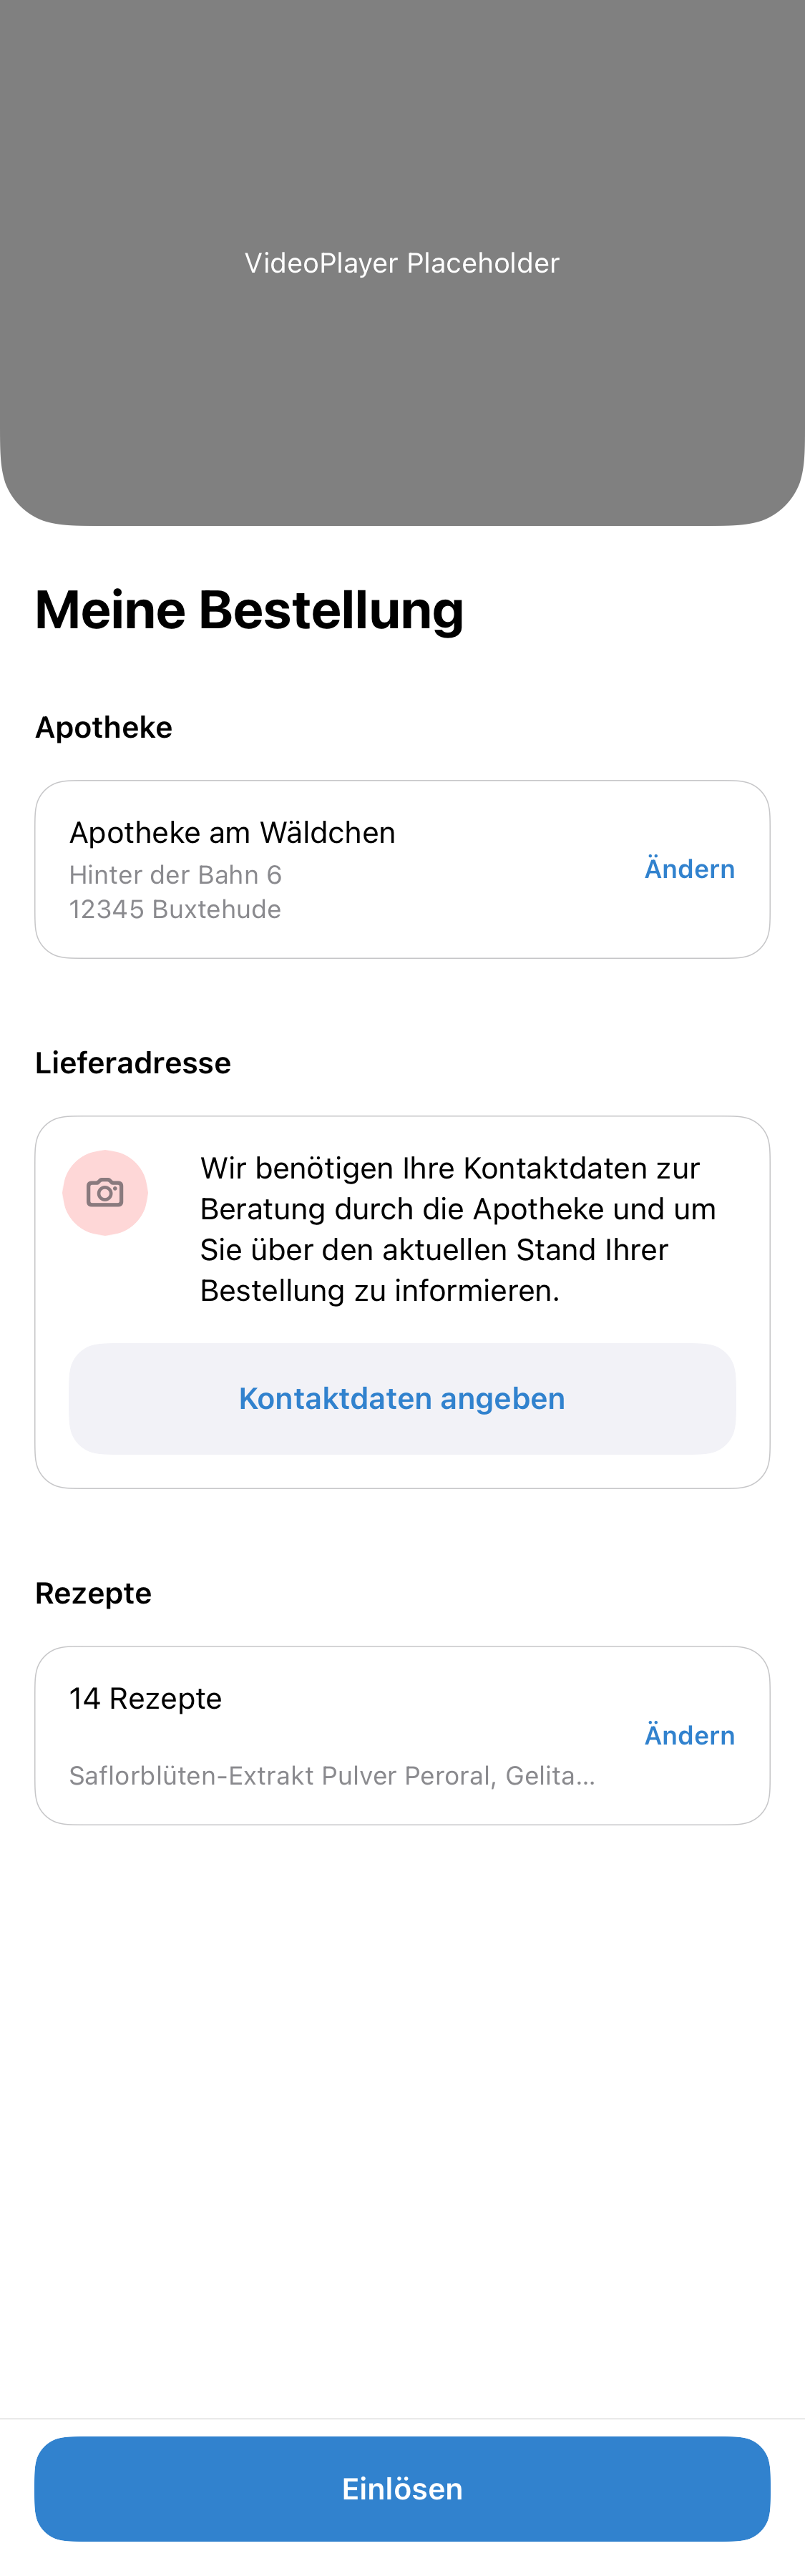 VideoPlayer Placeholder
Meine Bestellung
Apotheke
Apotheke am Wäldchen
Hinter der Bahn 6
12345 Buxtehude
Ändern
Lieferadresse
Wir benötigen Ihre Kontaktdaten zur
Beratung durch die Apotheke und um
Sie über den aktuellen Stand Ihrer
Bestellung zu informieren.
Kontaktdaten angeben
Rezepte
14 Rezepte
Ändern
Saflorblüten-Extrakt Pulver Peroral, Gelita...
Einlösen